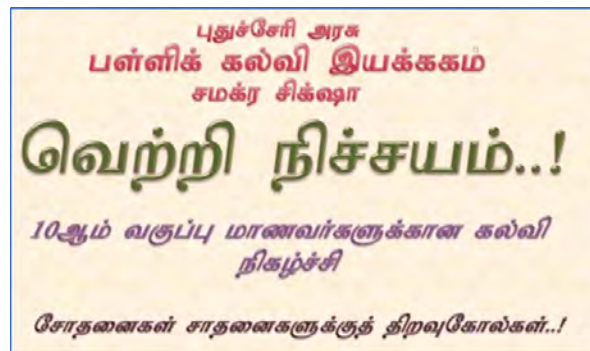 புதுச்சேரி அரசு
பள்ளிக் கல்வி இயக்ககம்
சமக்ர சிக்ஷா
வெற்றி நிச்சயம்..!
10ஆம் வகுப்பு மாணவர்களுக்கான கல்வி
நிகழ்ச்சி
சோதனைகள் சாதனைகளுக்குத் திறவுகோல்கள்..!